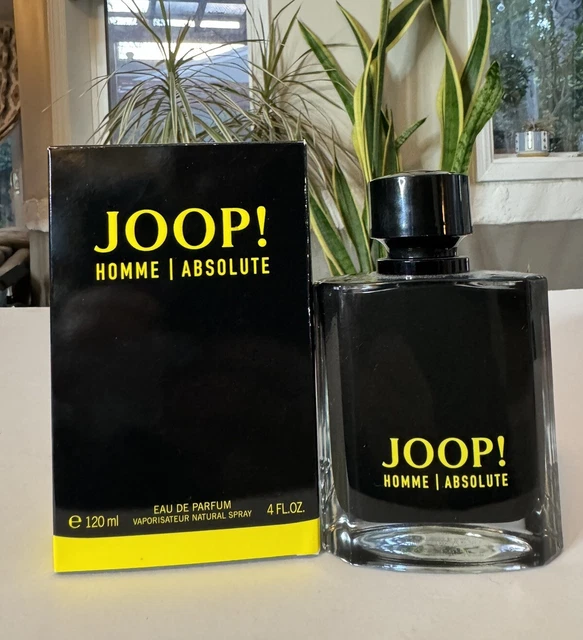 JOOP!
HOMME | ABSOLUTE
EAU DE PARFUM
℮ 120 ml VAPORISATEUR NATURAL SPRAY 4 FL.OZ.
JOOP!
HOMME | ABSOLUTE